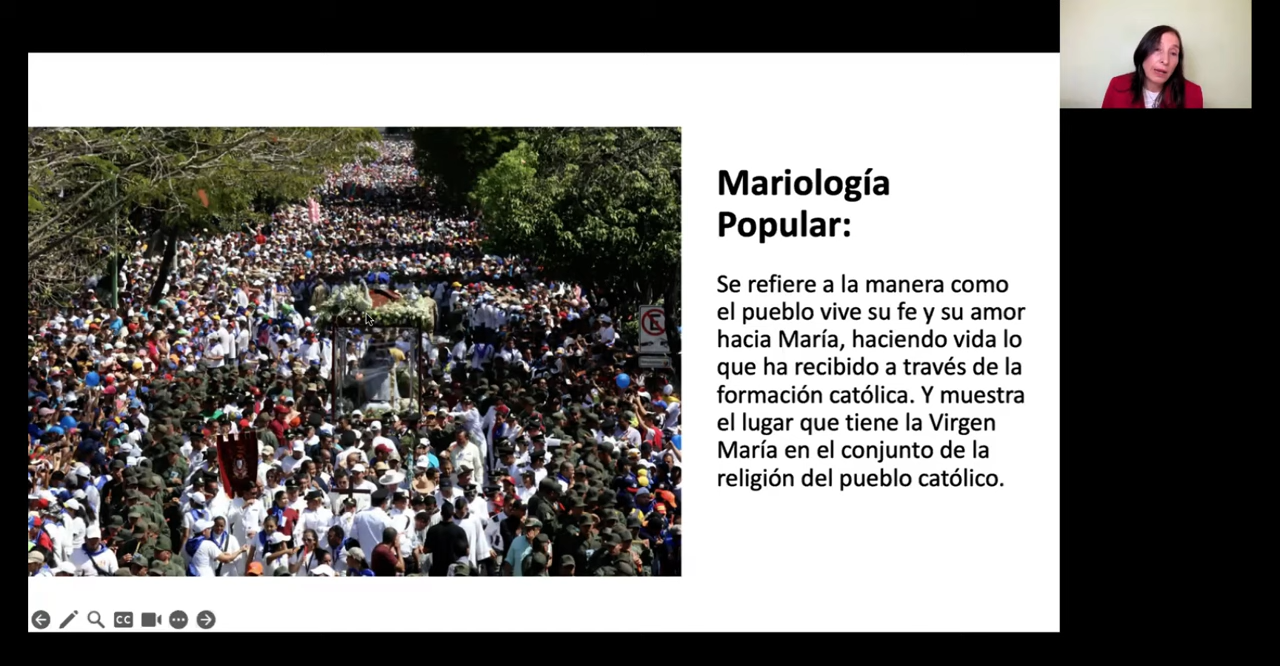 Mariología
Popular:
Se refiere a la manera como
el pueblo vive su fe y su amor
hacia María, haciendo vida lo
que ha recibido a través de la
formación católica. Y muestra
el lugar que tiene la Virgen
María en el conjunto de la
religión del pueblo católico.
E
CC